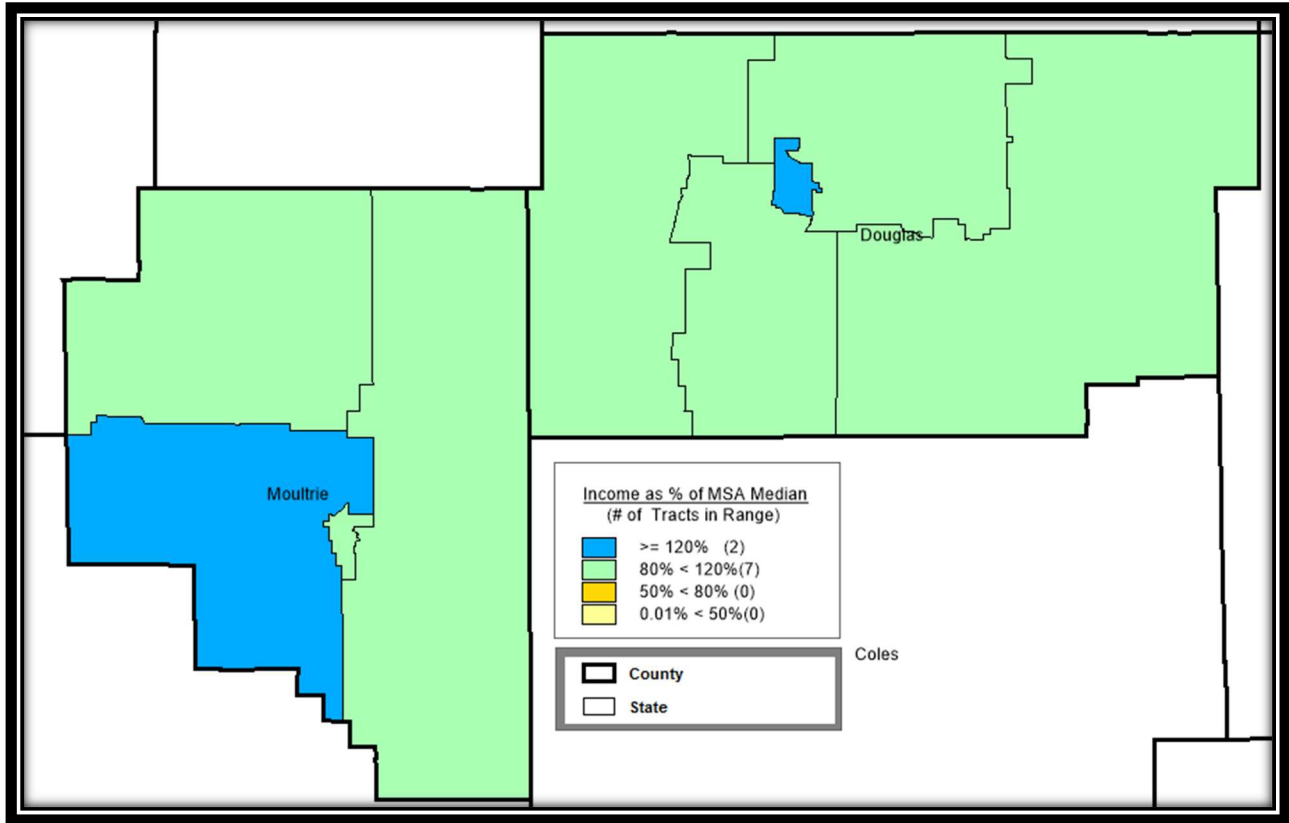 Douglas
Moultrie
Income as % of MSA Median
(# of Tracts in Range)
>= 120% (2)
80% < 120%(7)
50% < 80% (0)
0.01% < 50%(0)
Coles
County
State